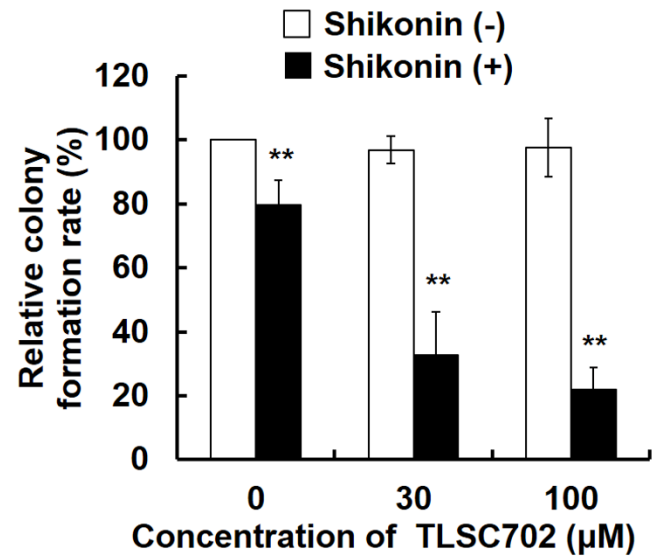 Shikonin (-)
Shikonin (+)
Relative colony
formation rate (%)
120
100
80
60
40
20
0
**
**
**
0 30 100
Concentration of TLSC702 (μM)